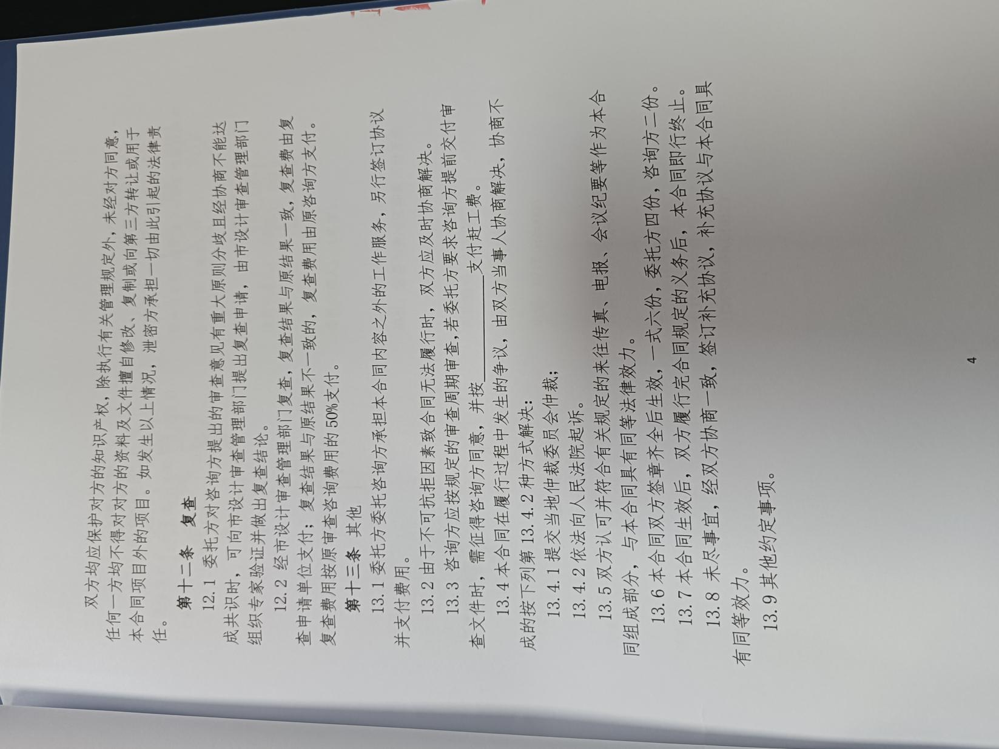 双方均应保护对方的知识产权，除执行有关管理规定外，未经对方同意，
任何一方均不得对对方的资料及文件擅自修改、复制或向第三方转让或用于
本合同项目外的项目。如发生以上情况，泄密方承担一切由此引起的法律责
任。
第十二条 复查
12.1 委托方对咨询方提出的审查意见有重大原则分歧且经协商不能达
成共识时，可向市设计审查管理部门提出复查申请，由市设计审查管理部门
组织专家验证并做出复查结论。
12.2 经市设计审查管理部门复查，复查结果与原结果一致，复查费由复
查申请单位支付；复查结果与原结果不一致的，复查费用由原咨询方支付。
复查费用按原审查咨询费用的 50%支付。
第十三条 其他
13.1 委托方委托咨询方承担本合同内容之外的工作服务，另行签订协议
并支付费用。
13.2 由于不可抗拒因素致合同无法履行时，双方应及时协商解决。
13.3 咨询方应按规定的审查周期审查，若委托方要求咨询方提前交付审
查文件时，需征得咨询方同意，并按____________支付赶工费。
13.4 本合同在履行过程中发生的争议，由双方当事人协商解决，协商不
成的按下列第 13.4.2 种方式解决：
13.4.1 提交当地仲裁委员会仲裁；
13.4.2 依法向人民法院起诉。
13.5 双方认可并符合有关规定的来往传真、电报、会议纪要等作为本合
同组成部分，与本合同具有同等法律效力。
13.6 本合同双方签章齐全后生效，一式六份，委托方四份，咨询方二份。
13.7 本合同生效后，双方履行完合同规定的义务后，本合同即行终止。
13.8 未尽事宜，经双方协商一致，签订补充协议，补充协议与本合同具
有同等效力。
13.9 其他约定事项。
4